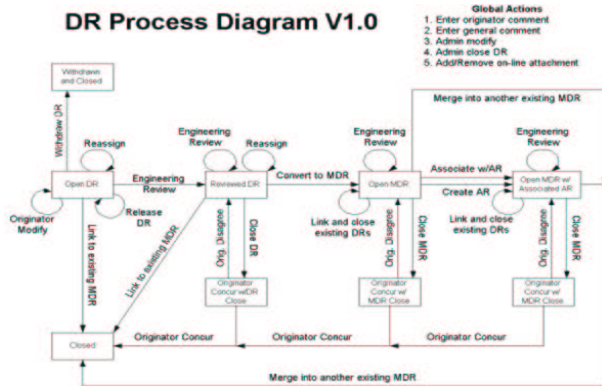 DR Process Diagram V1.0
Global Actions
1. Enter originator comment
2. Enter general comment
3. Admin modify
4. Admin close DR
5. Add/Remove on-line attachment
Withdrawn
and Closed
Merge into another existing MDR
Withdraw DR
Reassign
Engineering
Review
Reassign
Engineering
Review
Engineering
Review
Open DR
Engineering
Review
Reviewed DR
Convert to MDR
Open MDR
Associate w/AR
Create AR
Open MDR w/
Associated AR
Originator
Modify
Release
DR
Link and close
existing DRs
Link and close
existing DRs
Link to existing MDR
Link to existing MDR
Orig. Disagree
Close DR
Orig. Disagree
Close MDR
Orig. Disagree
Close MDR
Originator
Concur w/DR
Close
Originator
Concur w/
MDR Close
Originator
Concur w/
MDR Close
Closed
Originator Concur
Originator Concur
Originator Concur
Merge into another existing MDR